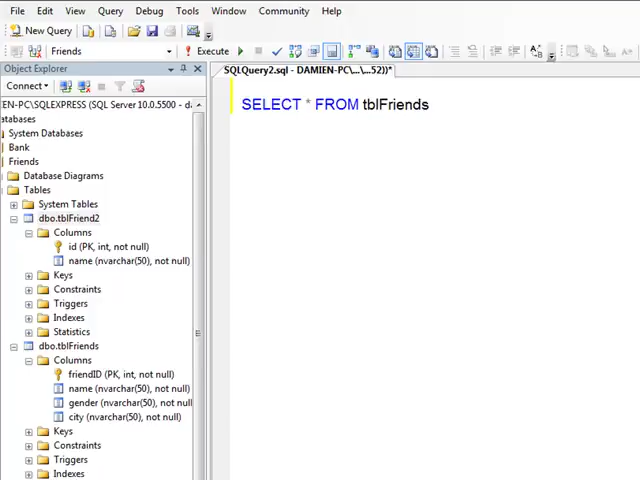 File Edit View Query Debug Tools Window Community Help
New Query
Friends Execute
Object Explorer
SQLQuery2.sql - DAMIEN-PC\...\...52))*
Connect
EN-PC\SQLEXPRESS (SQL Server 10.0.5500 - da
SELECT * FROM tblFriends
atabases
System Databases
Bank
Friends
Database Diagrams
Tables
System Tables
dbo.tblFriend2
Columns
id (PK, int, not null)
name (nvarchar(50), not null)
Keys
Constraints
Triggers
Indexes
Statistics
dbo.tblFriends
Columns
friendID (PK, int, not null)
name (nvarchar(50), not null)
gender (nvarchar(50), not null)
city (nvarchar(50), not null)
Keys
Constraints
Triggers
Indexes